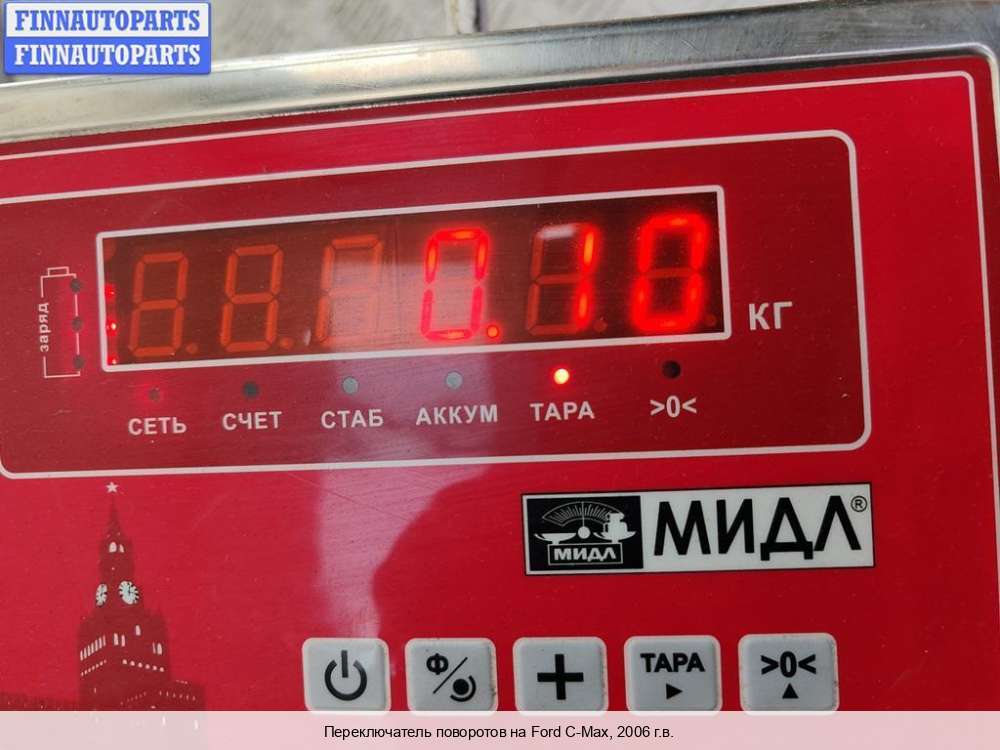 FINNAUTOPARTS
FINNAUTOPARTS
0.10
КГ
заряд
СЕТЬ СЧЕТ СТАБ АККУМ ТАРА >0<
МИДЛ МИДЛ®
Ф + ТАРА >0<
Переключатель поворотов на Ford C-Max, 2006 г.в.